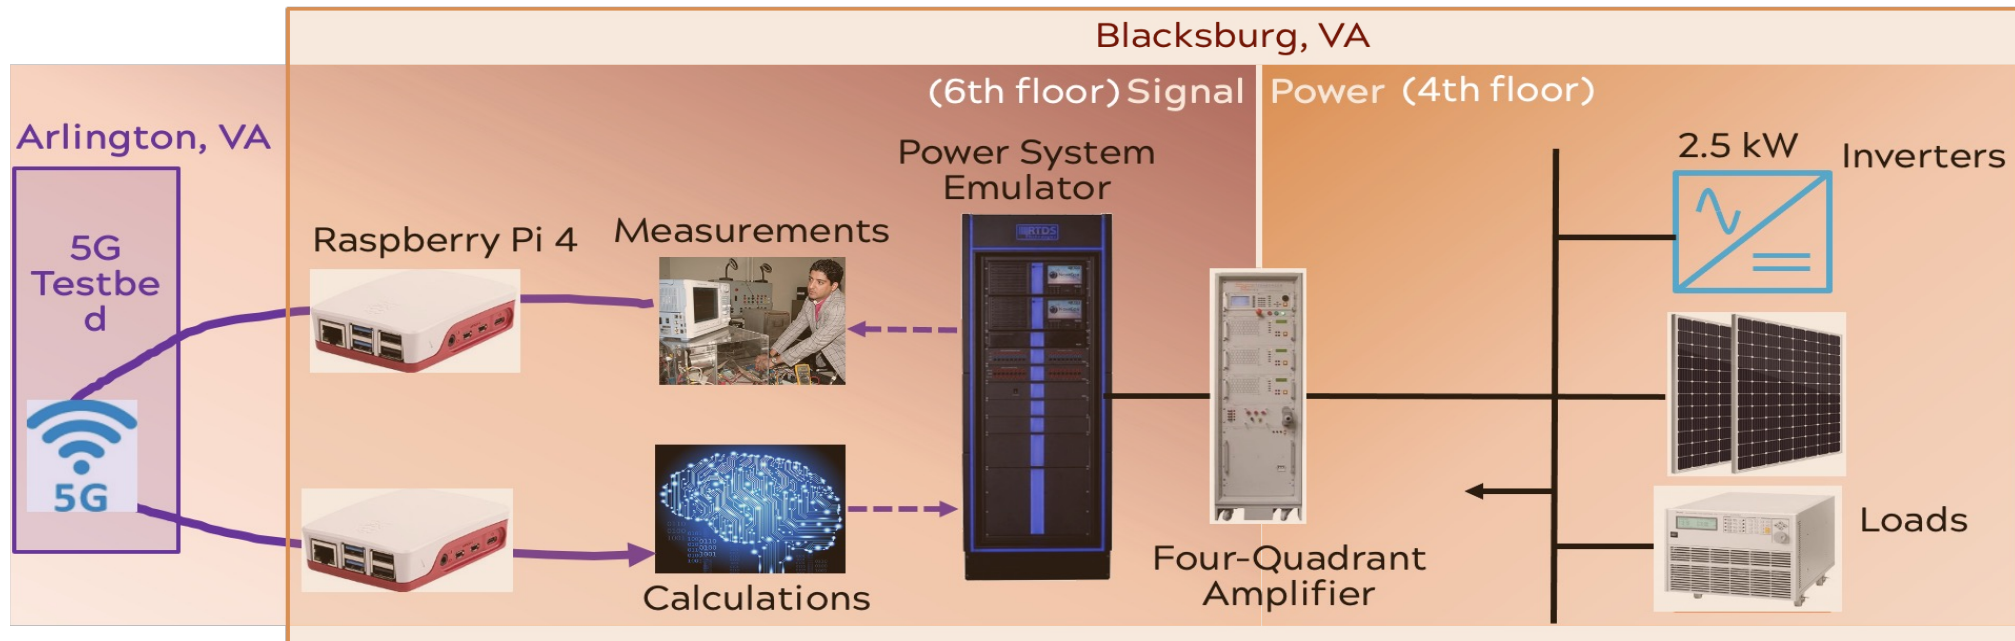 Blacksburg, VA
(6th floor) Signal
Power (4th floor)
Arlington, VA
5G
Testbe
d
5G
Raspberry Pi 4
Measurements
Calculations
Power System
Emulator
RTDS
Four-Quadrant
Amplifier
2.5 kW
Inverters
Loads